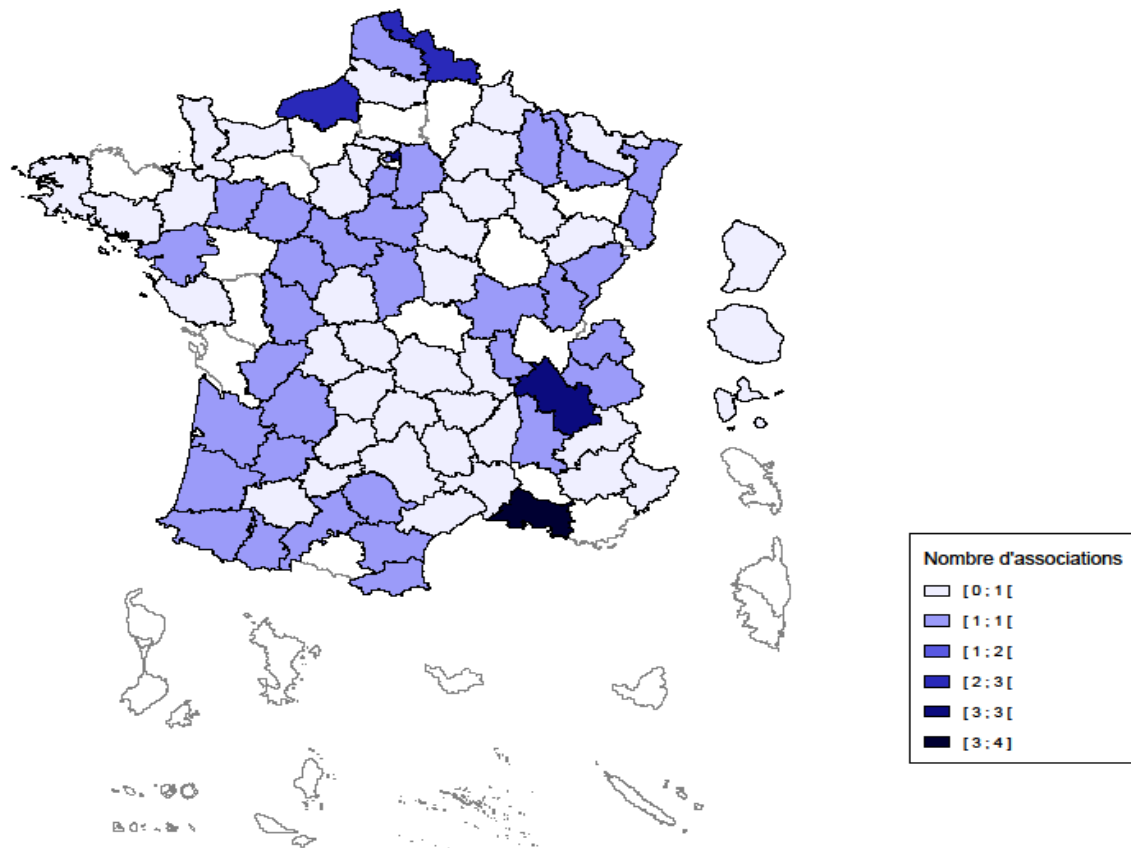 Nombre d'associations
[ 0 ; 1 [
[ 1 ; 1 [
[ 1 ; 2 [
[ 2 ; 3 [
[ 3 ; 3 [
[ 3 ; 4 ]